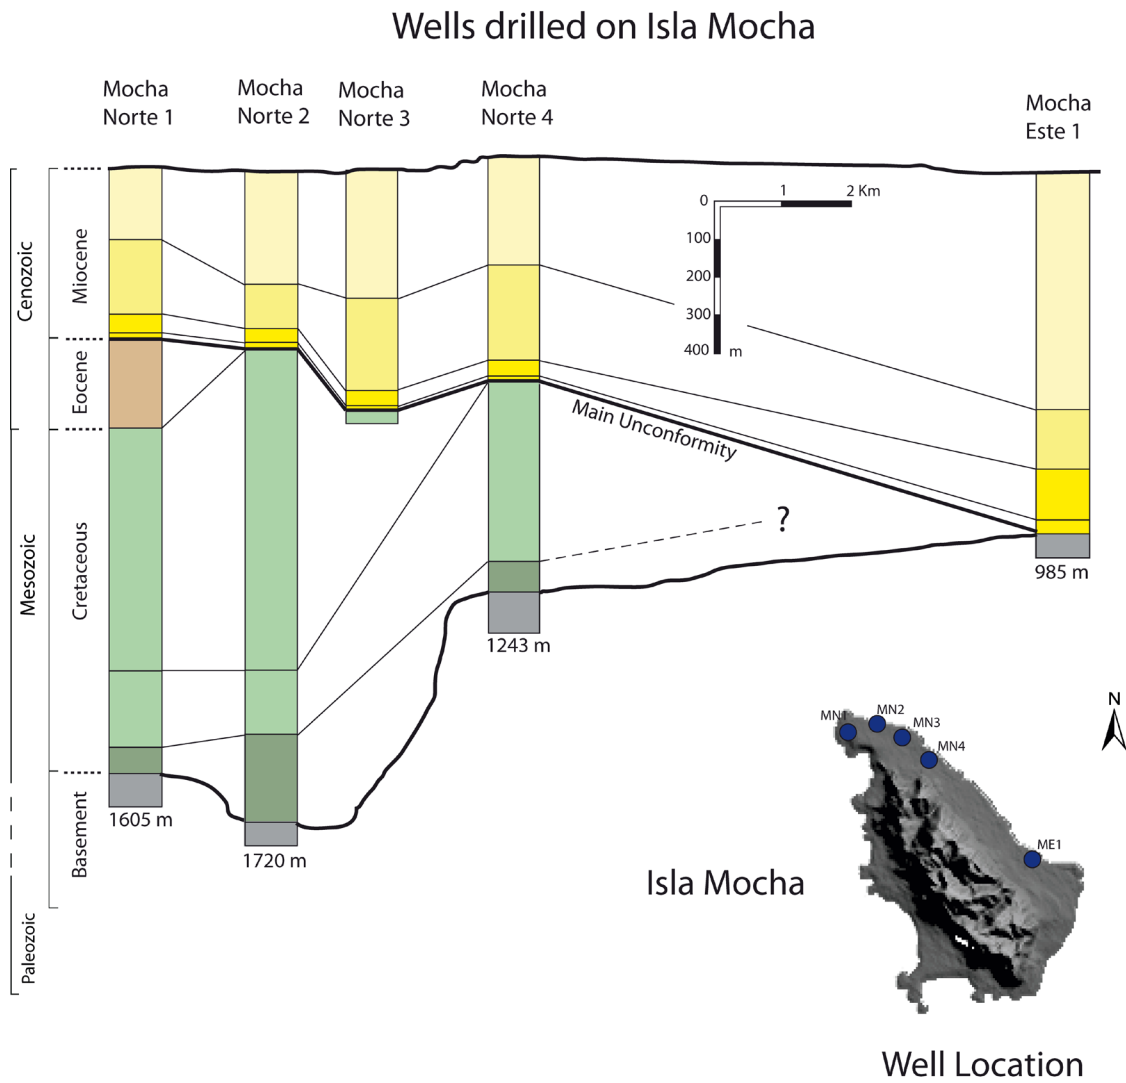 Wells drilled on Isla Mocha
Mocha
Norte 1
Mocha
Norte 2
Mocha
Norte 3
Mocha
Norte 4
Mocha
Este 1
Cenozoic
Mesozoic
Paleozoic
Miocene
Eocene
Cretaceous
Basement
1
2 Km
0
100
200
300
400 m
Main Unconformity
?
985 m
1243 m
1605 m
1720 m
N
MN1
MN2
MN3
MN4
ME1
Isla Mocha
Well Location